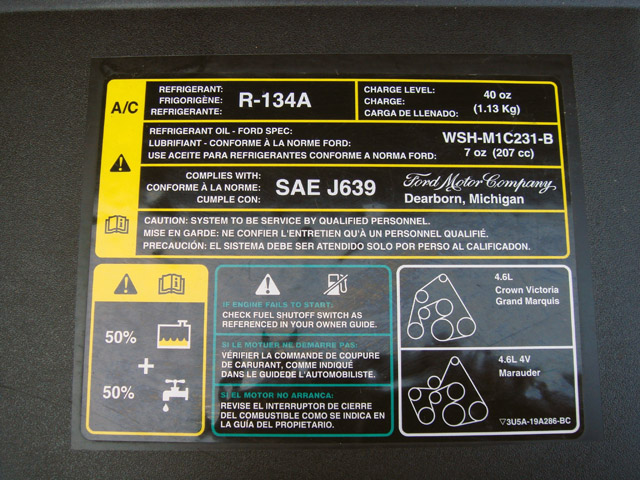 A/C
REFRIGERANT:
FRIGORIGÈNE:
REFRIGERANTE:
R-134A
CHARGE LEVEL:
CHARGE:
CARGA DE LLENADO:
40 oz
(1.13 Kg)
REFRIGERANT OIL - FORD SPEC:
LUBRIFIANT - CONFORME À LA NORME FORD:
USE ACEITE PARA REFRIGERANTES CONFORME A NORMA FORD:
WSH-M1C231-B
7 oz (207 cc)
COMPLIES WITH:
CONFORME À LA NORME:
CUMPLE CON:
SAE J639
Ford Motor Company
Dearborn, Michigan
CAUTION: SYSTEM TO BE SERVICE BY QUALIFIED PERSONNEL.
MISE EN GARDE: NE CONFIER L'ENTRETIEN QU'À UN PERSONNEL QUALIFIÉ.
PRECAUCIÓN: EL SISTEMA DEBE SER ATENDIDO SOLO POR PERSO AL CALIFICADON.
50%
+
50%
IF ENGINE FAILS TO START:
CHECK FUEL SHUTOFF SWITCH AS
REFERENCED IN YOUR OWNER GUIDE.
SI LE MOTUER NE DÉMARRE PAS:
VÉRIFIER LA COMMANDE DE COUPURE
DE CARURANT, COMME INDIQUÉ
DANS LE GUIDEDE L'AUTOMOBILISTE.
SI EL MOTOR NO ARRANCA:
REVISE EL INTERRUPTOR DE CIERRE
DEL COMBUSTIBLE COMO SE INDICA EN
LA GUÍA DEL PROPIETARIO.
4.6L
Crown Victoria
Grand Marquis
4.6L 4V
Marauder
▽3U5A-19A286-BC